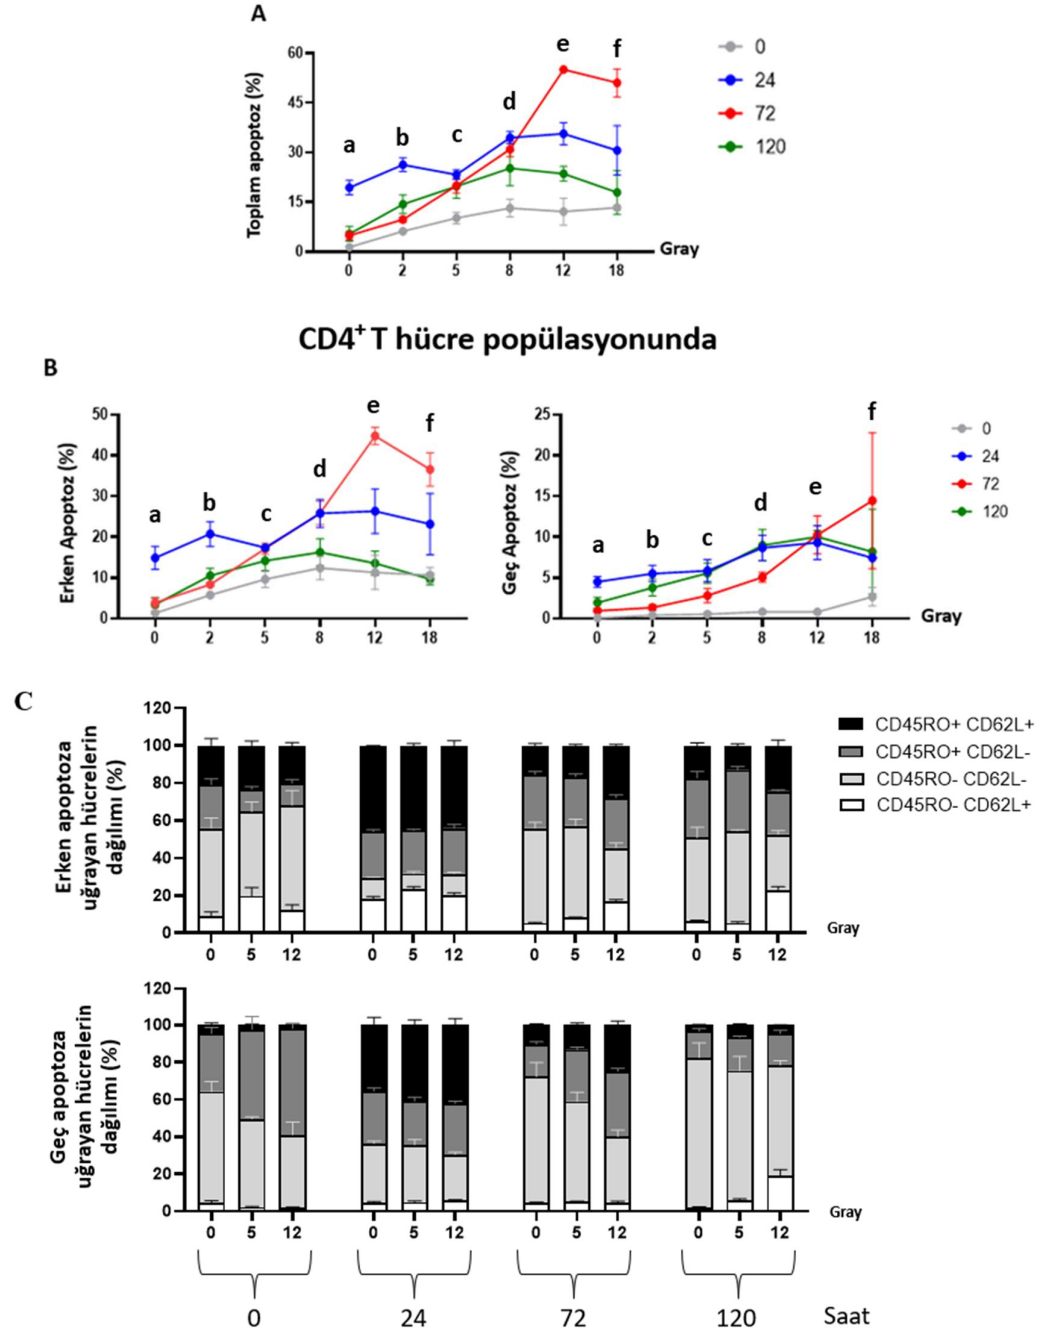 A
Toplam apoptoz (%)
60
45
30
15
0
a
b
c
d
e
f
0
2
5
8
12
18
Gray
0
24
72
120
CD4+ T hücre popülasyonunda
B
Erken Apoptoz (%)
50
40
30
20
10
0
a
b
c
d
e
f
0
2
5
8
12
18
Geç Apoptoz (%)
25
20
15
10
5
0
a
b
c
d
e
f
0
2
5
8
12
18
Gray
0
24
72
120
C
Erken apoptoza
uğrayan hücrelerin
dağılımı (%)
120
100
80
60
40
20
0
0 5 12 0 5 12 0 5 12 0 5 12
Gray
CD45RO+ CD62L+
CD45RO+ CD62L-
CD45RO- CD62L-
CD45RO- CD62L+
Geç apoptoza
uğrayan hücrelerin
dağılımı (%)
120
100
80
60
40
20
0
0 5 12 0 5 12 0 5 12 0 5 12
Gray
0 24 72 120 Saat